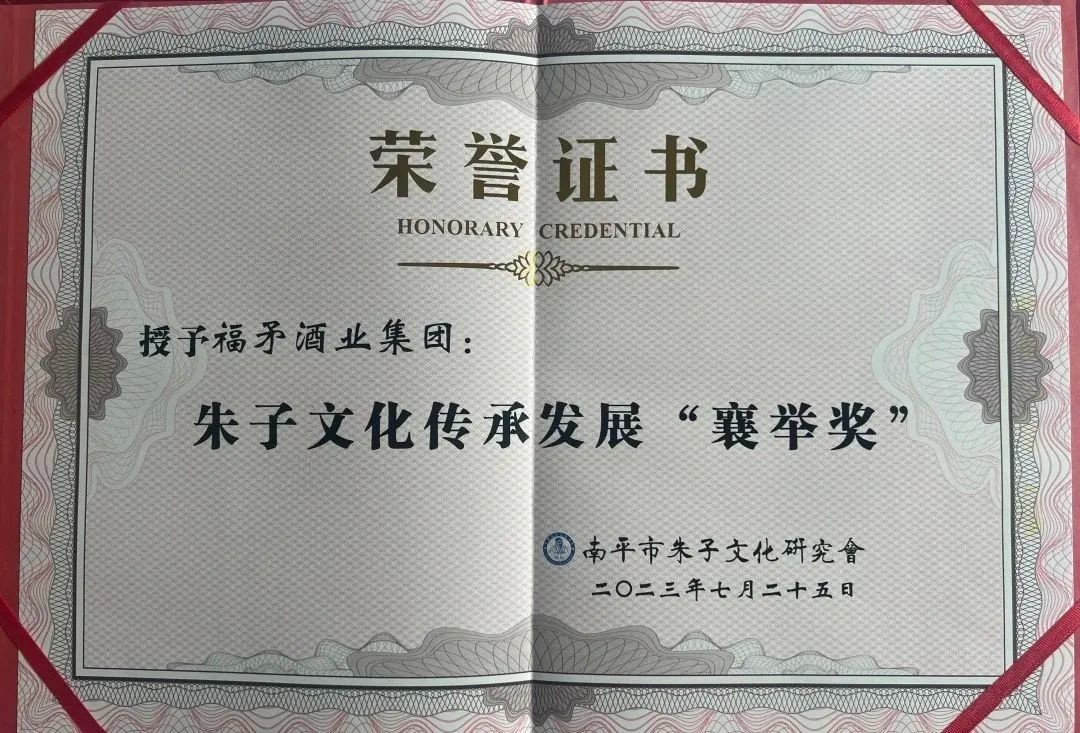 荣誉证书
HONORARY CREDENTIAL
授予福矛酒业集团：
朱子文化传承发展“襄举奖”
南平市朱子文化研究會
二〇二三年七月二十五日